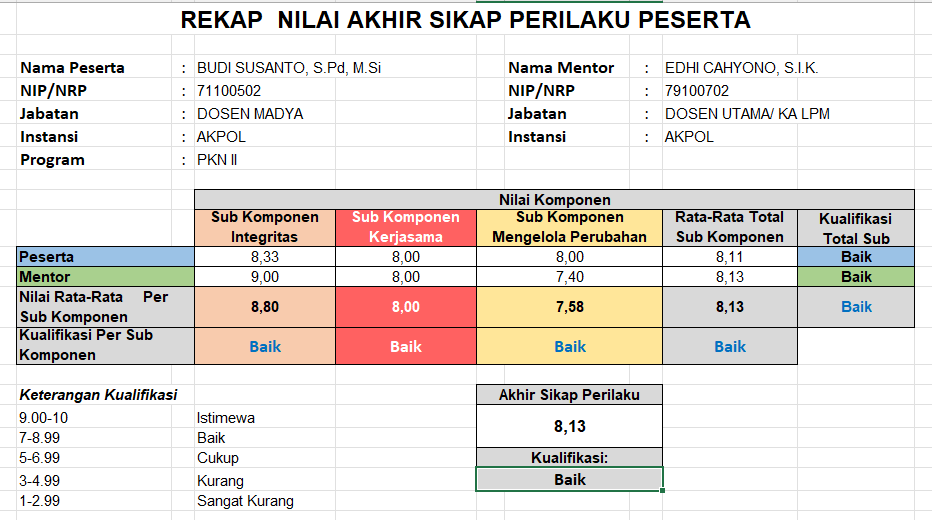 REKAP NILAI AKHIR SIKAP PERILAKU PESERTA
Nama Peserta : BUDI SUSANTO, S.Pd, M.Si Nama Mentor : EDHI CAHYONO, S.I.K.
NIP/NRP : 71100502 NIP/NRP : 79100702
Jabatan : DOSEN MADYA Jabatan : DOSEN UTAMA/ KA LPM
Instansi : AKPOL Instansi : AKPOL
Program : PKN II
Nilai Komponen
Sub Komponen Sub Komponen Sub Komponen Rata-Rata Total Kualifikasi
Integritas Kerjasama Mengelola Perubahan Sub Komponen Total Sub
Peserta 8,33 8,00 8,00 8,11 Baik
Mentor 9,00 8,00 7,40 8,13 Baik
Nilai Rata-Rata Per
Sub Komponen 8,80 8,00 7,58 8,13 Baik
Kualifikasi Per Sub
Komponen Baik Baik Baik Baik
Keterangan Kualifikasi Akhir Sikap Perilaku
9.00-10 Istimewa
8,13
7-8.99 Baik
5-6.99 Cukup Kualifikasi:
3-4.99 Kurang Baik
1-2.99 Sangat Kurang